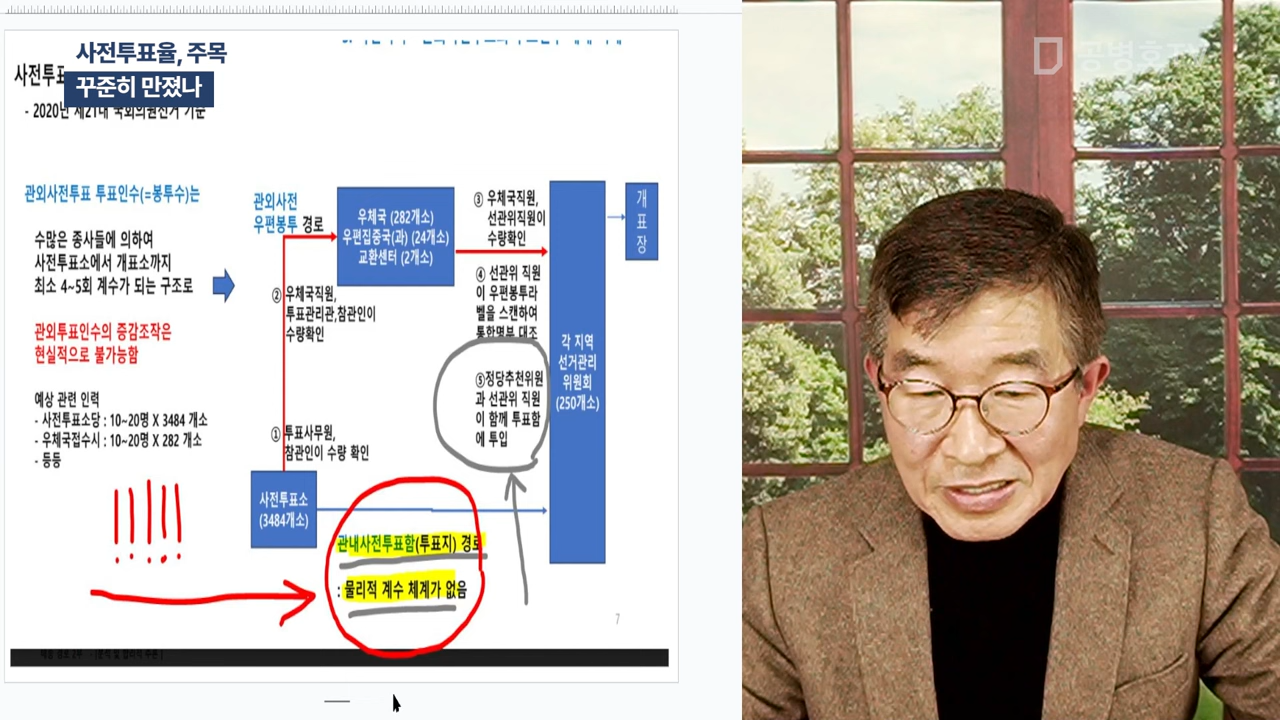 사전투표율, 주목
꾸준히 만졌나
사전투표
- 2020년 제21대 국회의원선거 기준
관외사전투표 투표인수(=봉투수)는
수많은 종사들에 의하여
사전투표소에서 개표소까지
최소 4~5회 계수가 되는 구조로
관외투표인수의 증감조작은
현실적으로 불가능함
예상 관련 인력
- 사전투표소당 : 10~20명 X 3484 개소
- 우체국접수시 : 10~20명 X 282 개소
- 등등
관외사전
우편봉투 경로
우체국 (282개소)
우편집중국(과) (24개소)
교환센터 (2개소)
② 우체국직원,
투표관리관,참관인이
수량확인
① 투표사무원,
참관인이 수량 확인
사전투표소
(3484개소)
③ 우체국직원,
선관위직원이
수량확인
④ 선관위 직원
이 우편봉투라
벨을 스캔하여
통합명부 대조
⑤정당추천위원
과 선관위 직원
이 함께 투표함
에 투입
각 지역
선거관리
위원회
(250개소)
개
표
장
관내사전투표함(투표지) 경로
: 물리적 계수 체계가 없음
7
공병호